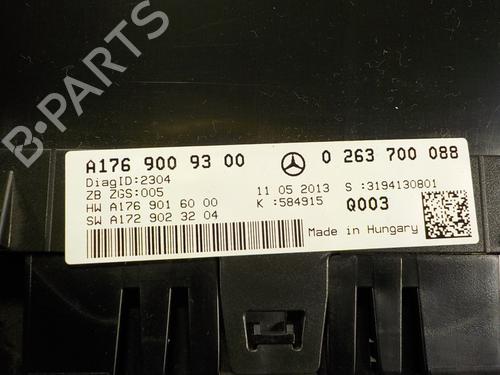 A176 900 93 00 0 263 700 088
DiagID:2304
ZB ZGS:005 11 05 2013 S :3194130801
HW A176 901 60 00 K :584915 Q003
SW A172 902 32 04
Made in Hungary
B-PARTS